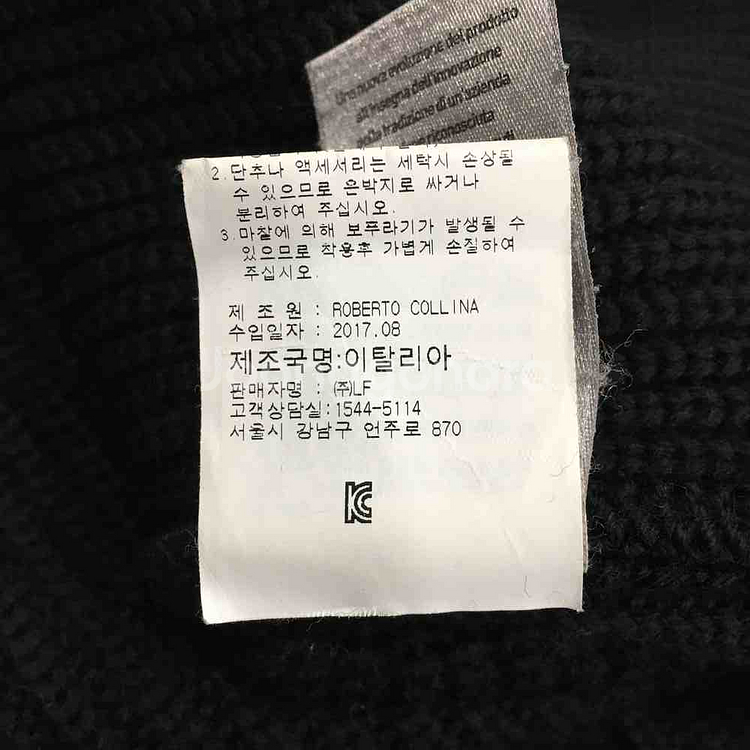 Una nuova evoluzione del prodotto
all'insegna dell'innovazione
della tradizione di un'azienda
riconosciuta
2.단추나 액세서리는 세탁시 손상될
수 있으므로 은박지로 싸거나
분리하여 주십시오.
3.마찰에 의해 보푸라기가 발생될 수
있으므로 착용후 가볍게 손질하여
주십시오.
제 조 원 : ROBERTO COLLINA
수입일자 : 2017.08
제조국명:이탈리아
판매자명 : ㈜LF
고객상담실:1544-5114
서울시 강남구 언주로 870
KC